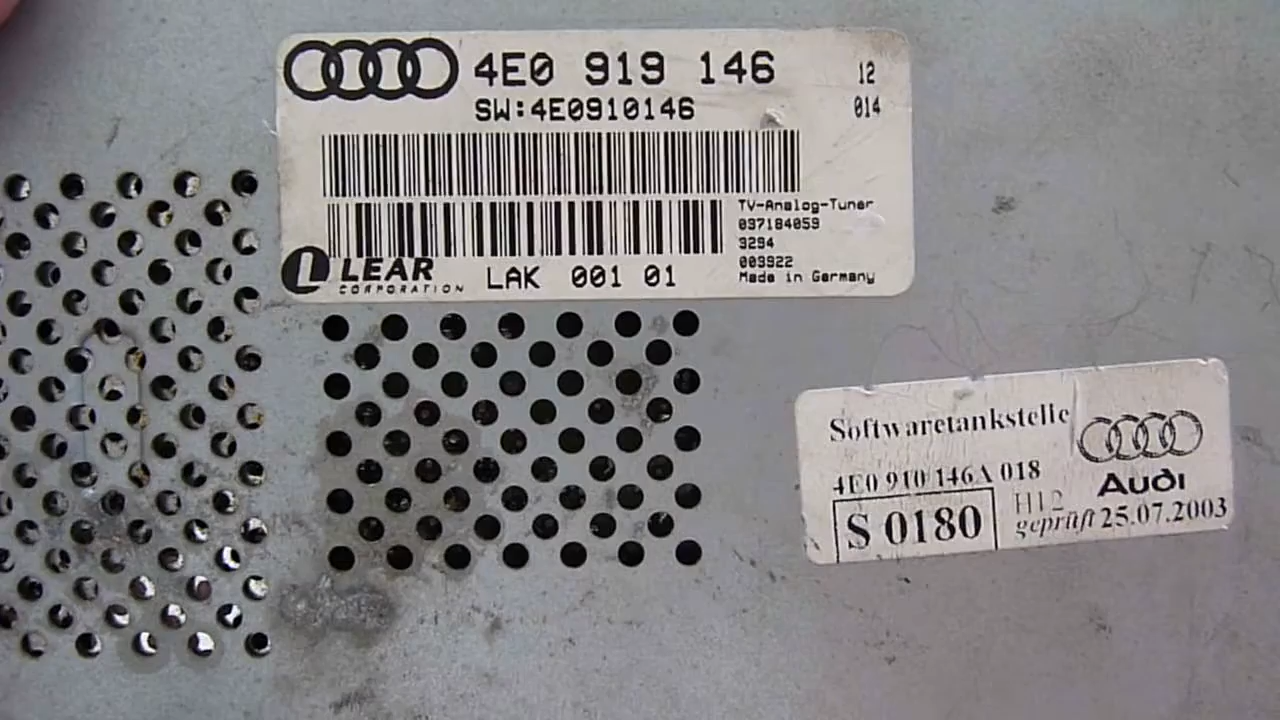 4E0 919 146 12
SW:4E0910146 014
TV-Analog-Tuner
037184059
3294
003922
Made in Germany
L LEAR
CORPORATION
LAK 001 01
Softwaretankstelle
4E0 910 146A 018
Audi
S 0180
H12
geprüft 25.07.2003